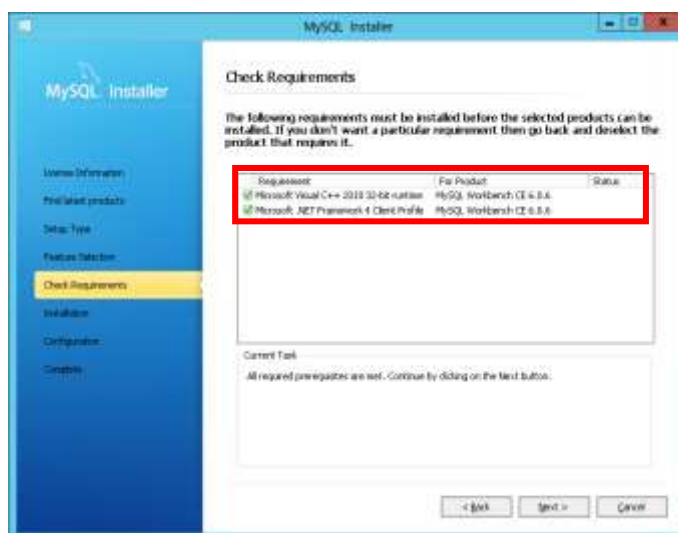 MySQL Installer
MySQL Installer
Check Requirements
The following requirements must be installed before the selected products can be
installed. If you don't want a particular requirement then go back and deselect the
product that requires it.
License Information
Find latest products
Setup Type
Feature Selection
Check Requirements
Installation
Configuration
Complete
Requirement For Product Status
Microsoft Visual C++ 2010 32-bit runtime MySQL Workbench CE 6.0.6
Microsoft .NET Framework 4 Client Profile MySQL Workbench CE 6.0.6
Current Task
All required prerequisites are met. Continue by clicking on the Next button.
< Back Next > Cancel